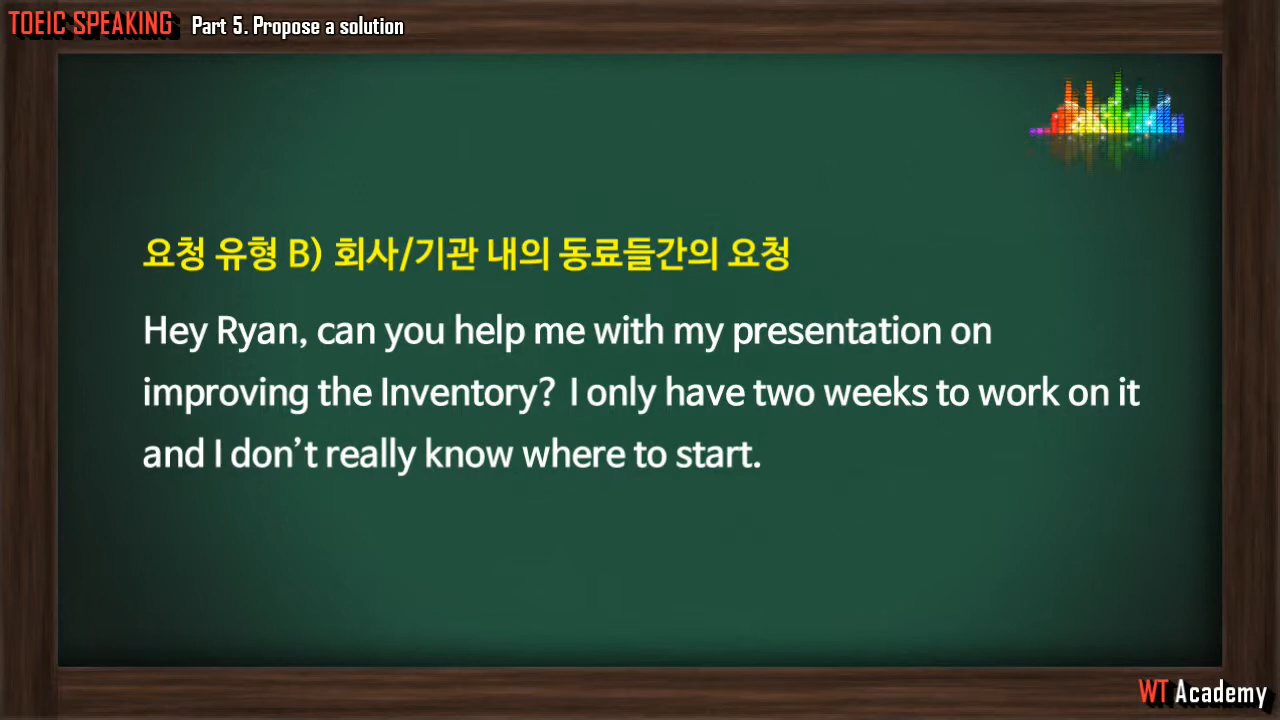 TOEIC SPEAKING Part 5. Propose a solution
요청 유형 B) 회사/기관 내의 동료들간의 요청
Hey Ryan, can you help me with my presentation on
improving the Inventory? I only have two weeks to work on it
and I don’t really know where to start.
WT Academy